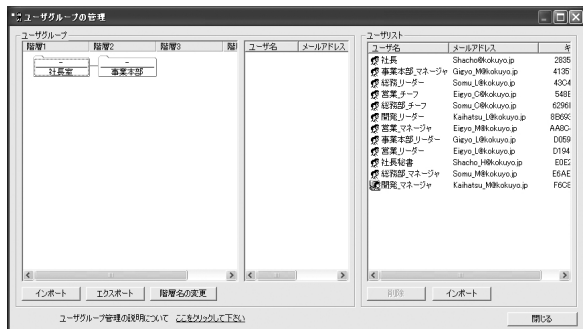 ユーザグループの管理
ユーザグループ
階層1 階層2 階層3 階
ユーザ名 メールアドレス
-
社長室
-
事業本部
インポート エクスポート 階層名の変更
ユーザグループ管理の説明について ここをクリックして下さい
ユーザリスト
ユーザ名 メールアドレス キ
社長 Shacho@kokuyo.jp 2835
事業本部_マネージャ Gigyo_M@kokuyo.jp 4135
総務_リーダー Somu_L@kokuyo.jp 43C4
営業_チーフ Eigyo_C@kokuyo.jp 548E
総務部_チーフ Somu_C@kokuyo.jp 6296
開発_リーダー Kaihatsu_L@kokuyo.jp 8B69
営業_マネージャ Eigyo_M@kokuyo.jp AA8C
事業本部_リーダー Gigyo_L@kokuyo.jp D059
営業_リーダー Eigyo_L@kokuyo.jp D194
社長秘書 Shacho_H@kokuyo.jp E0E
総務部_マネージャ Somu_M@kokuyo.jp E6AE
開発_マネージャ Kaihatsu_M@kokuyo.jp F6C
削除 インポート
閉じる